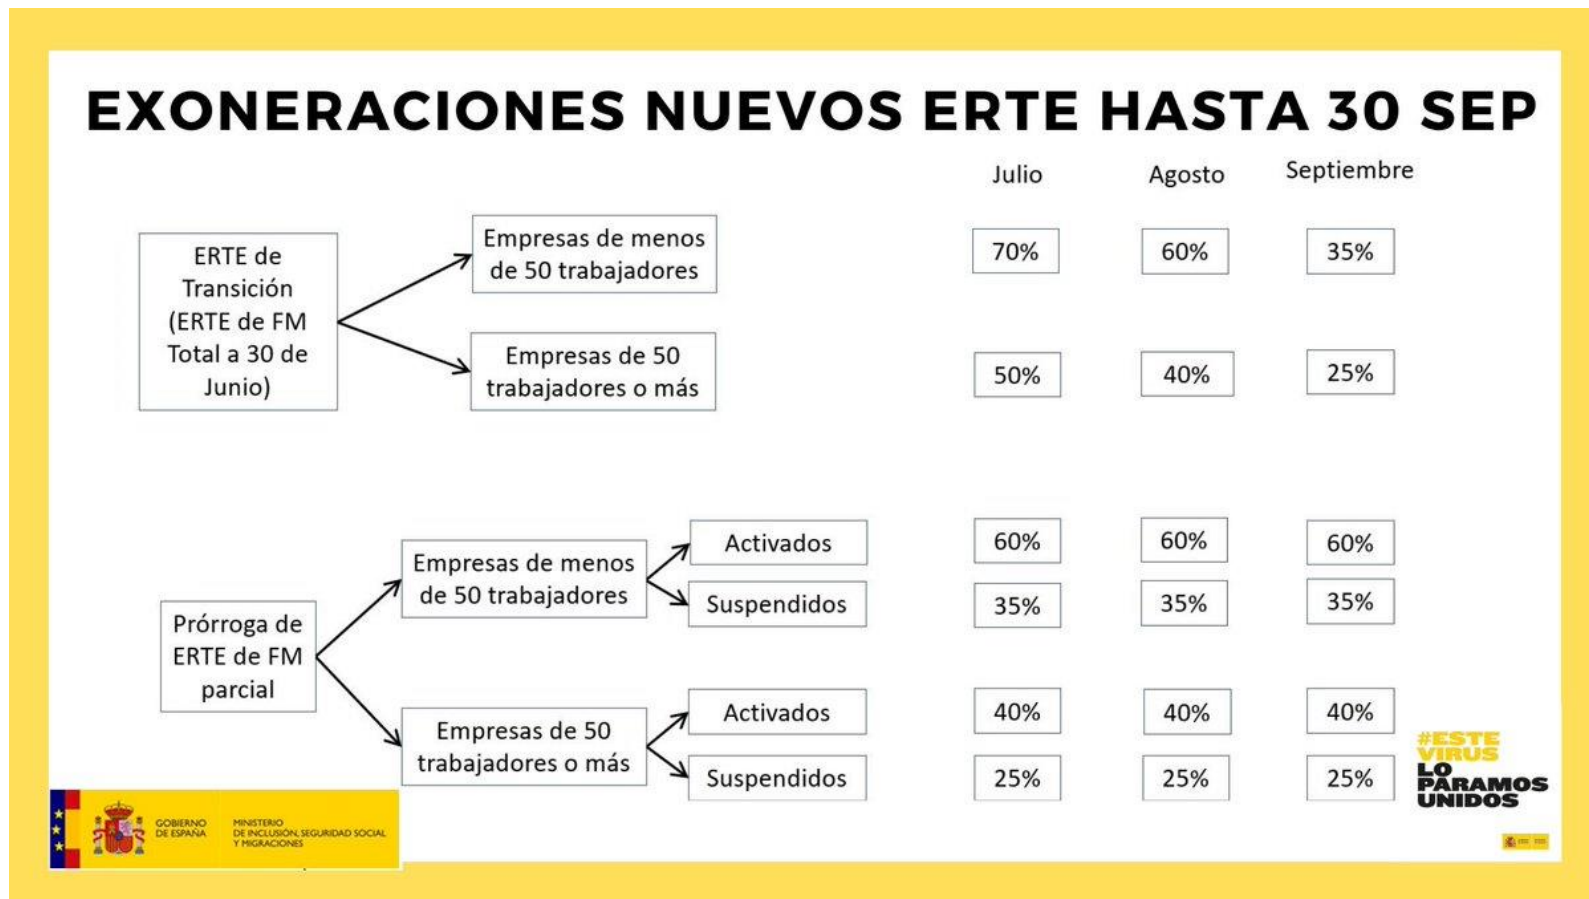 EXONERACIONES NUEVOS ERTE HASTA 30 SEP
Julio Agosto Septiembre
ERTE de
Transición
(ERTE de FM
Total a 30 de
Junio)
Empresas de menos
de 50 trabajadores
70% 60% 35%
Empresas de 50
trabajadores o más
50% 40% 25%
Prórroga de
ERTE de FM
parcial
Empresas de menos
de 50 trabajadores
Activados
60% 60% 60%
Suspendidos
35% 35% 35%
Empresas de 50
trabajadores o más
Activados
40% 40% 40%
Suspendidos
25% 25% 25%
#ESTE
VIRUS
LO
PARAMOS
UNIDOS
GOBIERNO
DE ESPAÑA
MINISTERIO
DE INCLUSIÓN, SEGURIDAD SOCIAL
Y MIGRACIONES